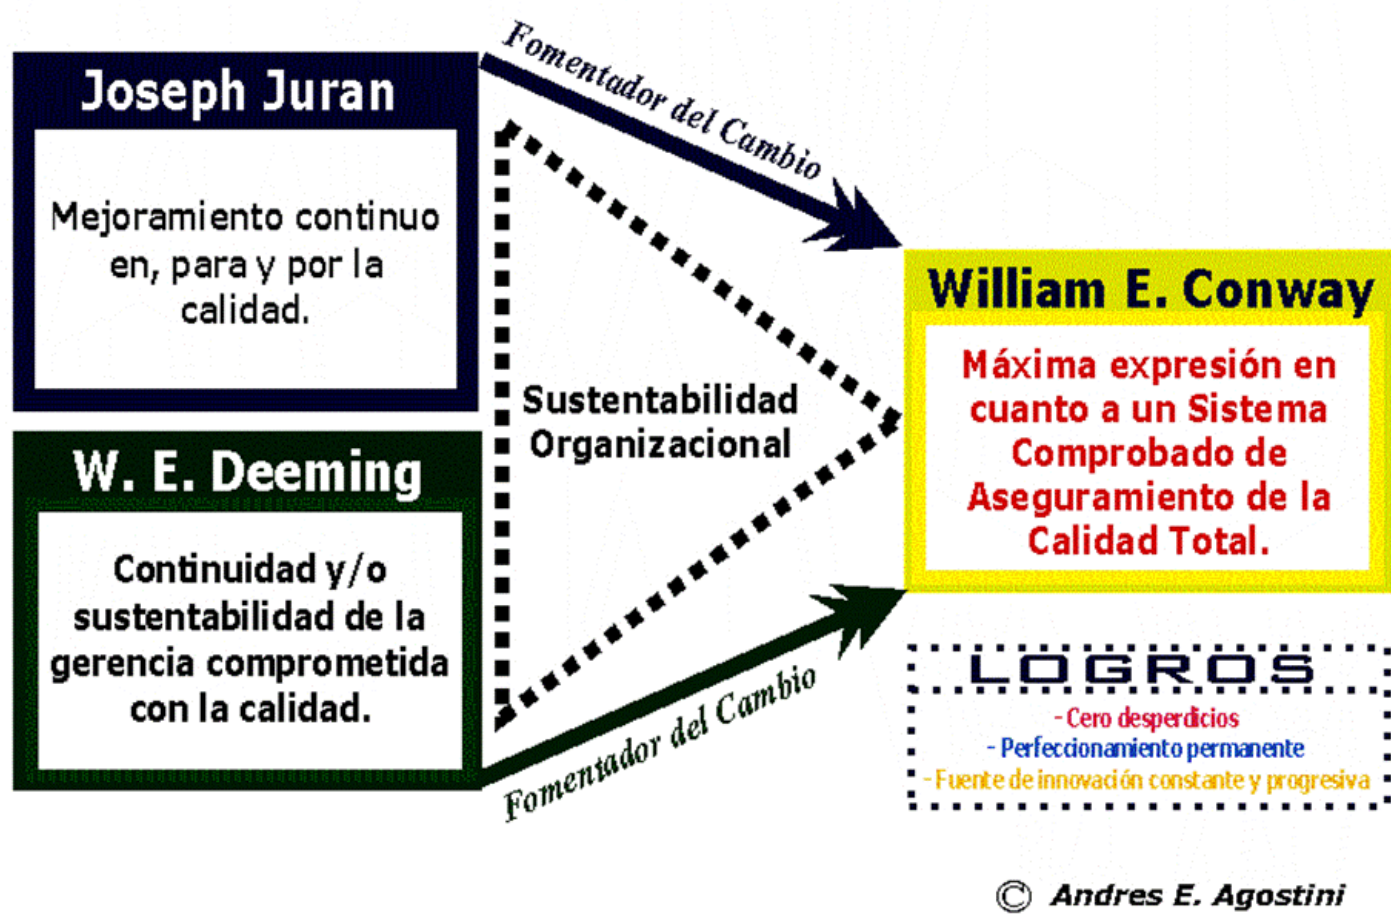 Fomentador del Cambio
Joseph Juran
Mejoramiento continuo
en, para y por la
calidad.
William E. Conway
Máxima expresión en
cuanto a un Sistema
Comprobado de
Aseguramiento de la
Calidad Total.
Sustentabilidad
Organizacional
W. E. Deeming
Continuidad y/o
sustentabilidad de la
gerencia comprometida
con la calidad.
Fomentador del Cambio
LOGROS
- Cero desperdicios
- Perfeccionamiento permanente
- Fuente de innovación constante y progresiva
© Andres E. Agostini